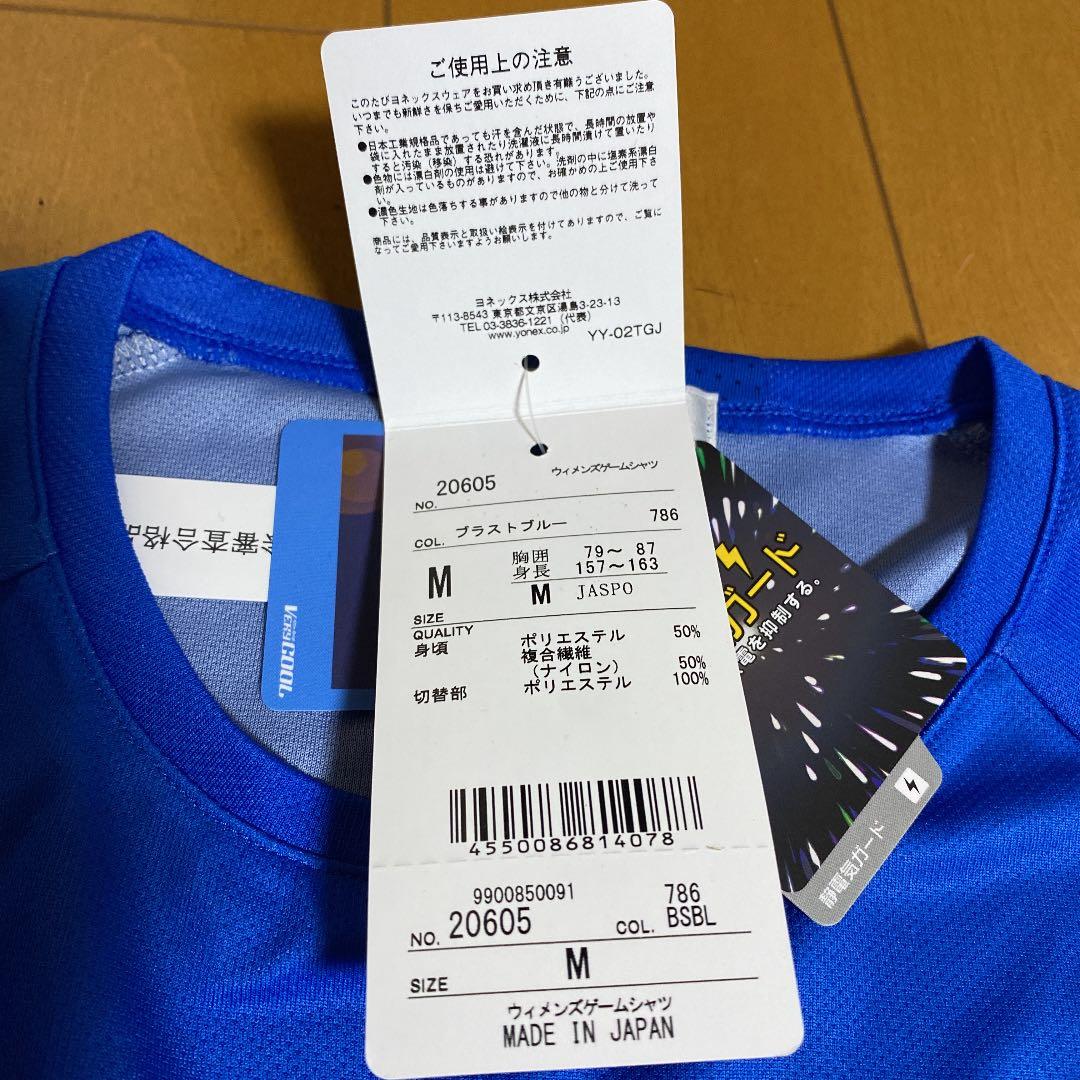 ご使用上の注意
このたびヨネックスウェアをお買い求め頂き有難うございました。
いつまでも新鮮さを保ちご愛用いただくために、下記の点にご注意
下さい。
●日本工業規格品であっても汗を含んだ状態で、長時間の放置や
袋に入れたまま放置されたり洗濯液に長時間漬けて置いたり
すると汚染（移染）する恐れがあります。
●色物には漂白剤の使用は避けて下さい。洗剤の中に塩素系漂白
剤が入っているものがありますので、お確かめの上ご使用下さ
い。
●濃色生地は色落ちする事がありますので他の物と分けて洗って
下さい。
商品には、品質表示と取扱い絵表示を付けてありますので、ご覧に
なってご愛用下さいますようお願いします。
ヨネックス株式会社
〒113-8543 東京都文京区湯島3-23-13
TEL 03-3836-1221（代表）
www.yonex.co.jp
YY-02TGJ
NO. 20605 ウィメンズゲームシャツ
COL. ブラストブルー 786
胸囲 79～ 87
身長 157～163
M
M JASPO
SIZE
QUALITY
身頃 ポリエステル 50%
複合繊維
（ナイロン） 50%
切替部 ポリエステル 100%
4550086814078
9900850091 786
NO. 20605 COL. BSBL
SIZE M
ウィメンズゲームシャツ
MADE IN JAPAN
審査合格品
VERYCOOL
ガード
電を抑制する。
静電気ガード